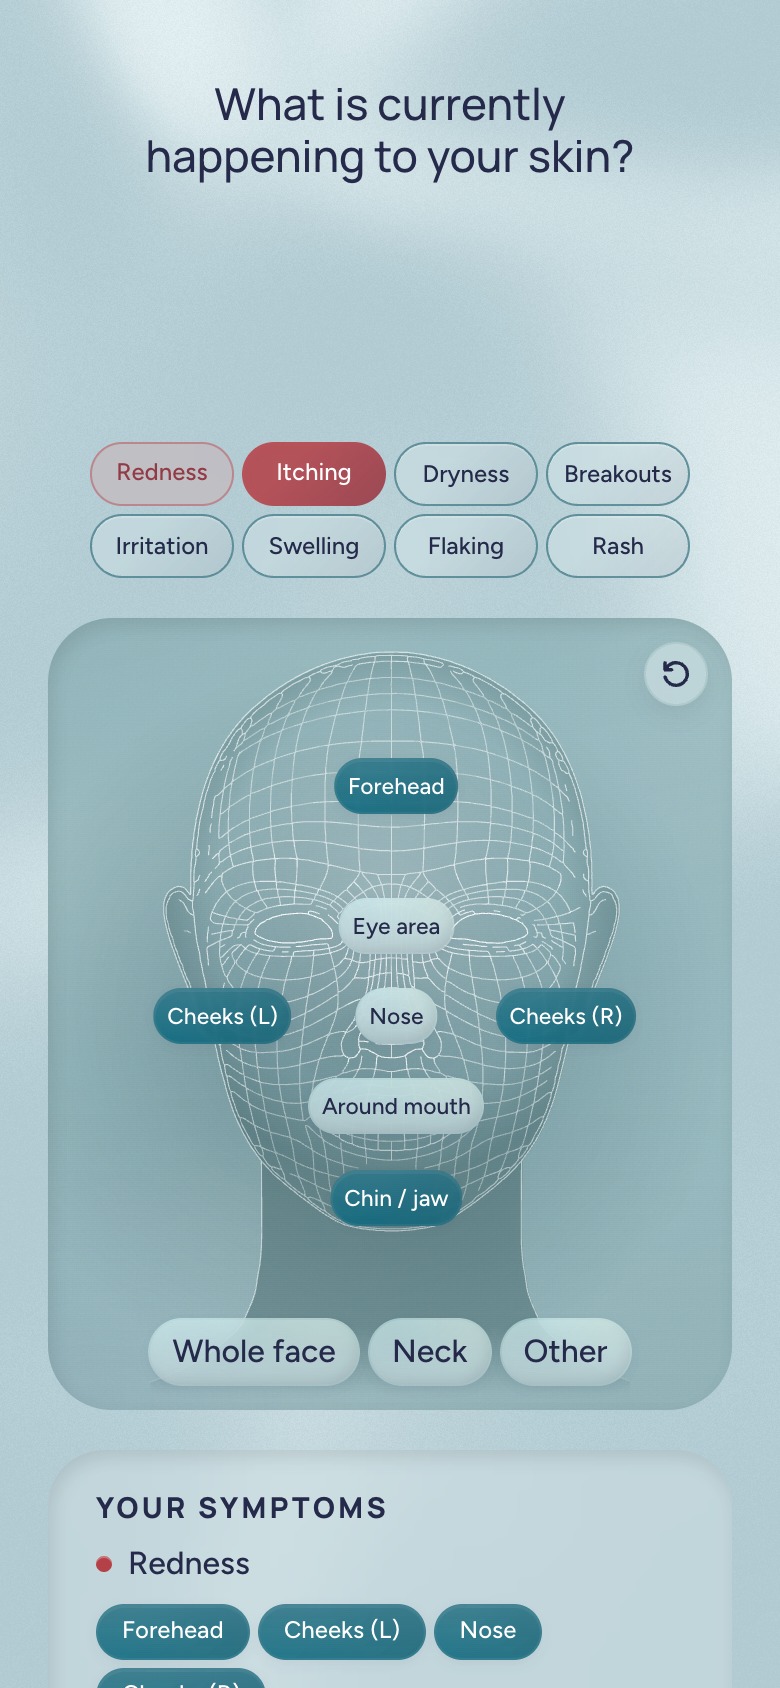 What is currently
happening to your skin?
Redness Itching Dryness Breakouts
Irritation Swelling Flaking Rash
Forehead
Eye area
Cheeks (L) Nose Cheeks (R)
Around mouth
Chin / jaw
Whole face Neck Other
YOUR SYMPTOMS
Redness
Forehead Cheeks (L) Nose